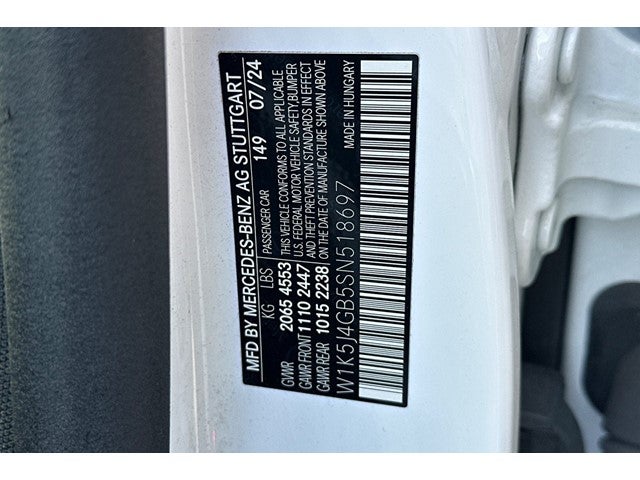 MFD BY MERCEDES-BENZ AG STUTTGART
PASSENGER CAR 149 07/24
KG LBS
GVWR 2065 4553
GAWR FRONT 1110 2447
GAWR REAR 1015 2238
THIS VEHICLE CONFORMS TO ALL APPLICABLE
U.S. FEDERAL MOTOR VEHICLE SAFETY,BUMPER
AND THEFT PREVENTION STANDARDS IN EFFECT
ON THE DATE OF MANUFACTURE SHOWN ABOVE
W1K5J4GB5SN518697
MADE IN HUNGARY